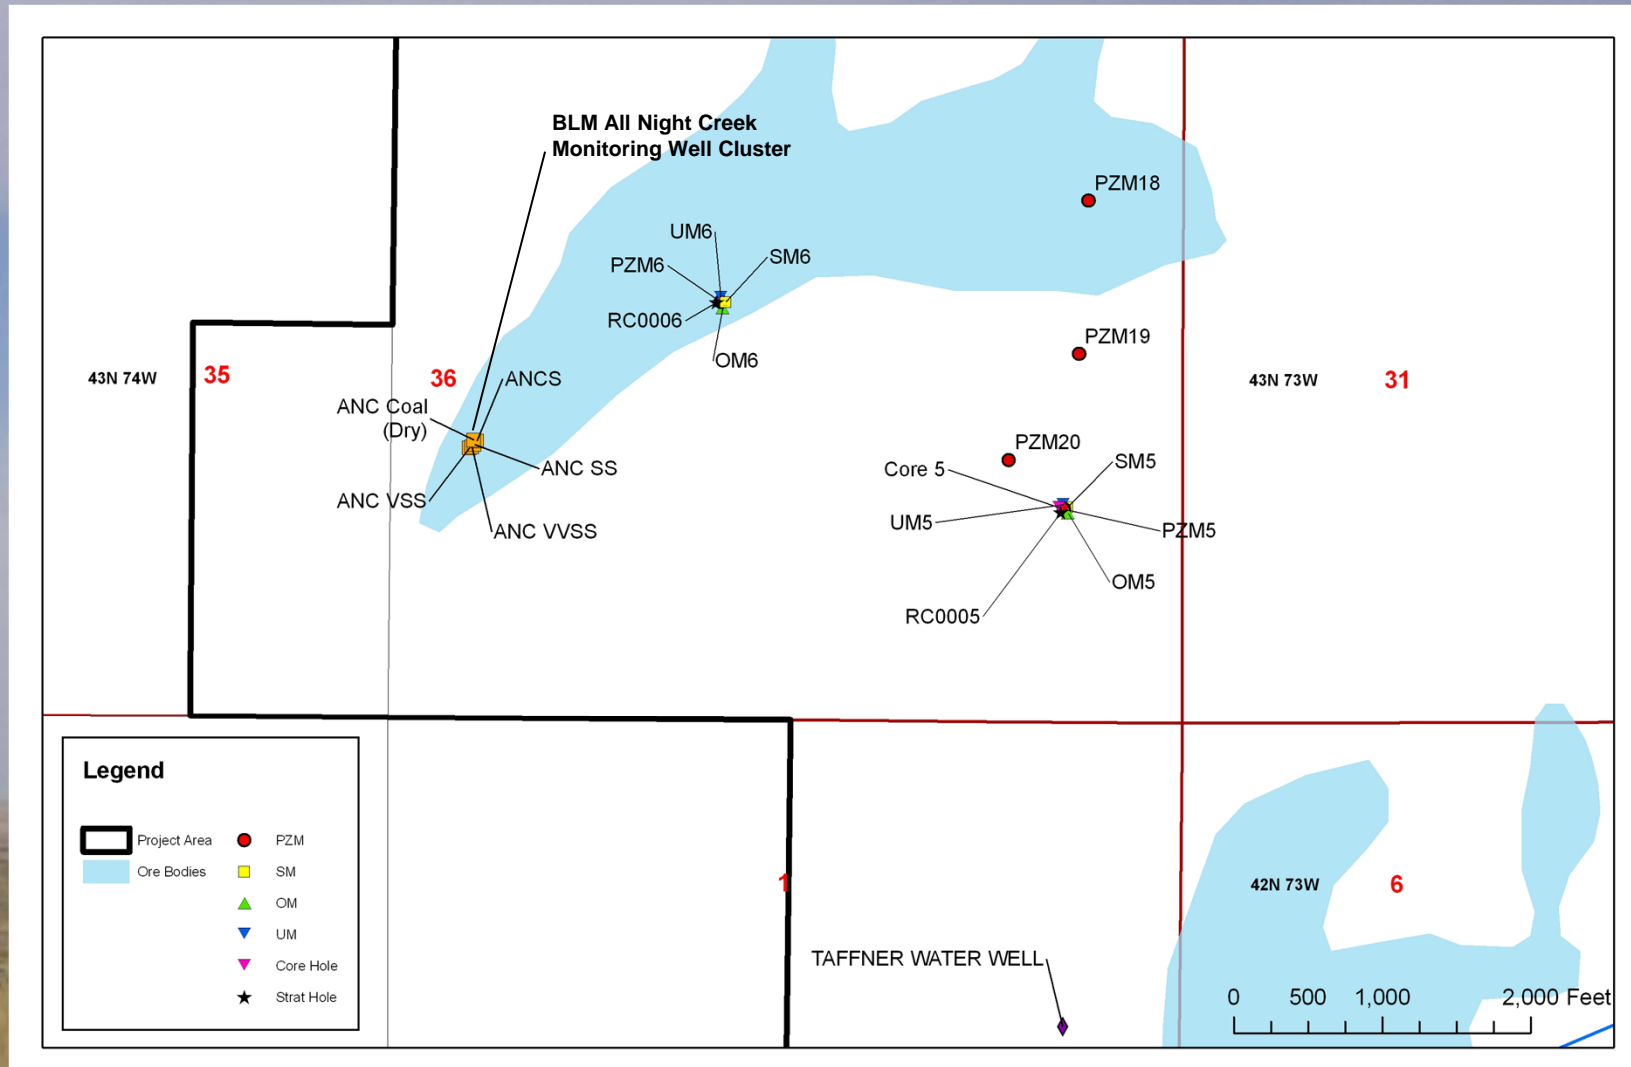 BLM All Night Creek
Monitoring Well Cluster
PZM18
UM6
SM6
PZM6
RC0006
OM6
PZM19
43N 74W
35
36
ANCS
43N 73W
31
ANC Coal
(Dry)
PZM20
ANC SS
Core 5
SM5
ANC VSS
UM5
ANC VVSS
PZM5
OM5
RC0005
Legend
Project Area
PZM
Ore Bodies
SM
OM
UM
Core Hole
Strat Hole
1
42N 73W
6
TAFFNER WATER WELL
0 500 1,000 2,000 Feet